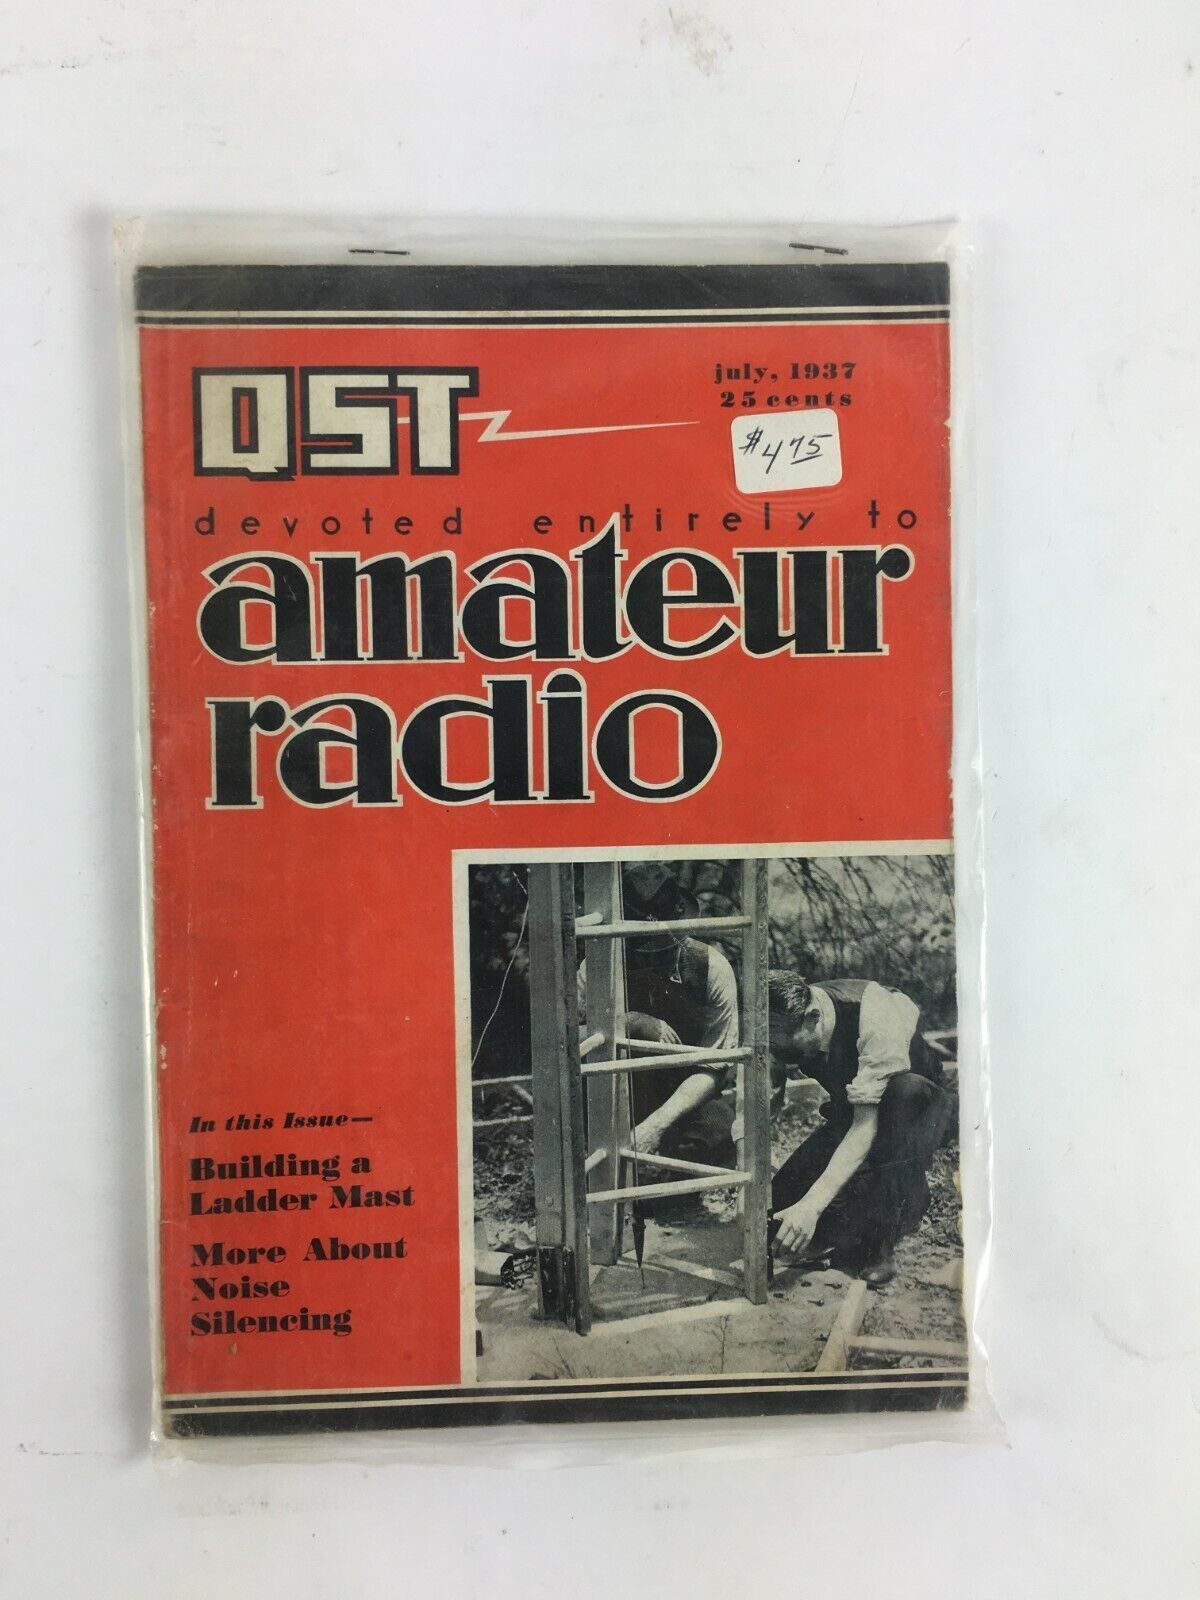 QST
july, 1937
25 cents
$4.75
devoted entirely to
amateur
radio
In this Issue—
Building a
Ladder Mast
More About
Noise
Silencing